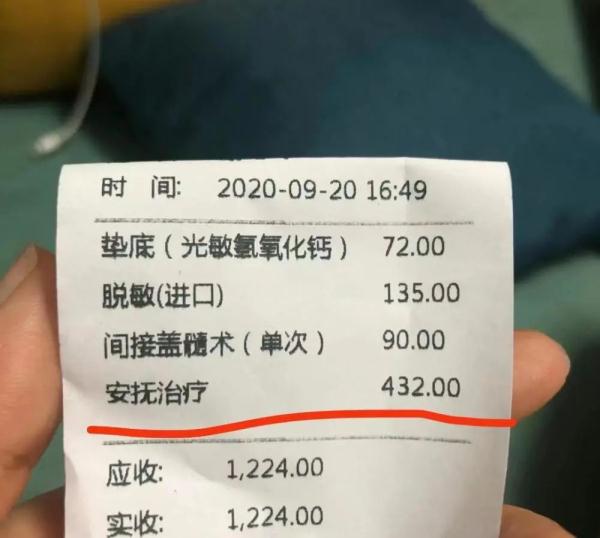 时 间: 2020-09-20 16:49
垫底(光敏氢氧化钙) 72.00
脱敏(进口) 135.00
间接盖髓术(单次) 90.00
安抚治疗 432.00
应收: 1,224.00
实收: 1,224.00